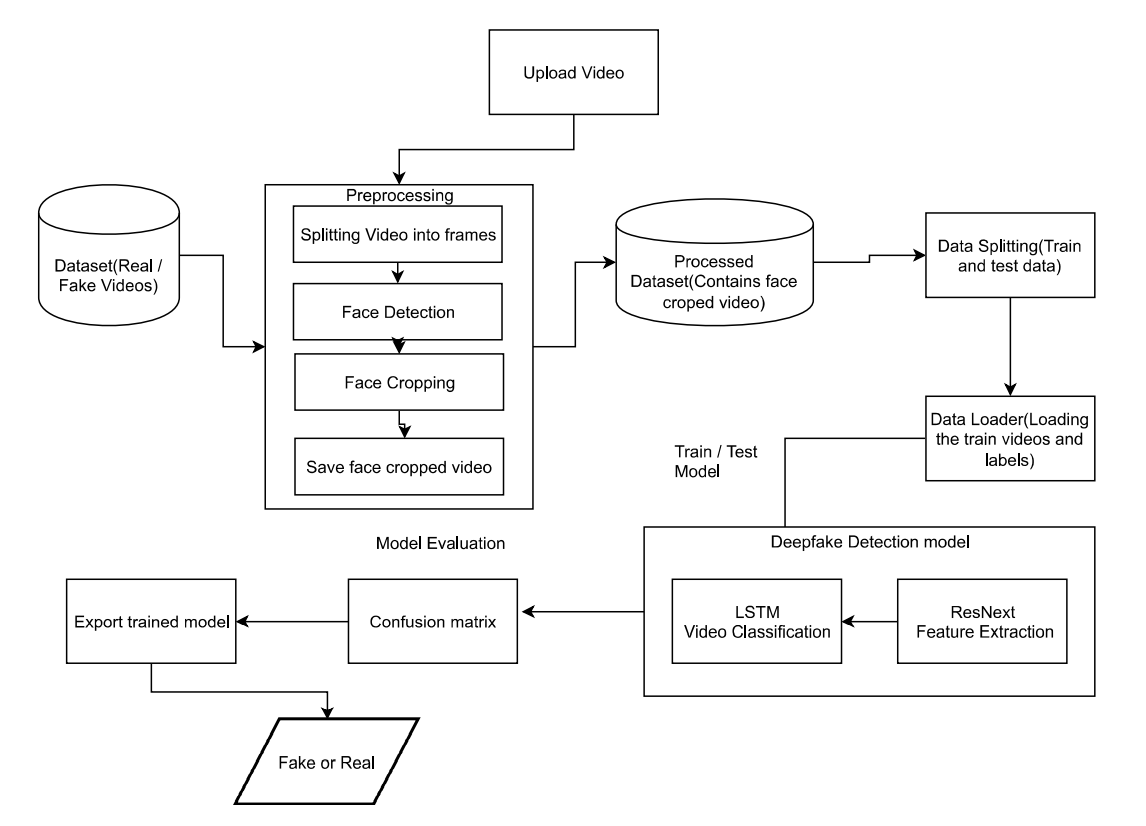 Upload Video
Preprocessing
Splitting Video into frames
Face Detection
Face Cropping
Save face cropped video
Dataset(Real /
Fake Videos)
Processed
Dataset(Contains face
croped video)
Data Splitting(Train
and test data)
Data Loader(Loading
the train videos and
labels)
Train / Test
Model
Deepfake Detection model
LSTM
Video Classification
ResNext
Feature Extraction
Model Evaluation
Confusion matrix
Export trained model
Fake or Real